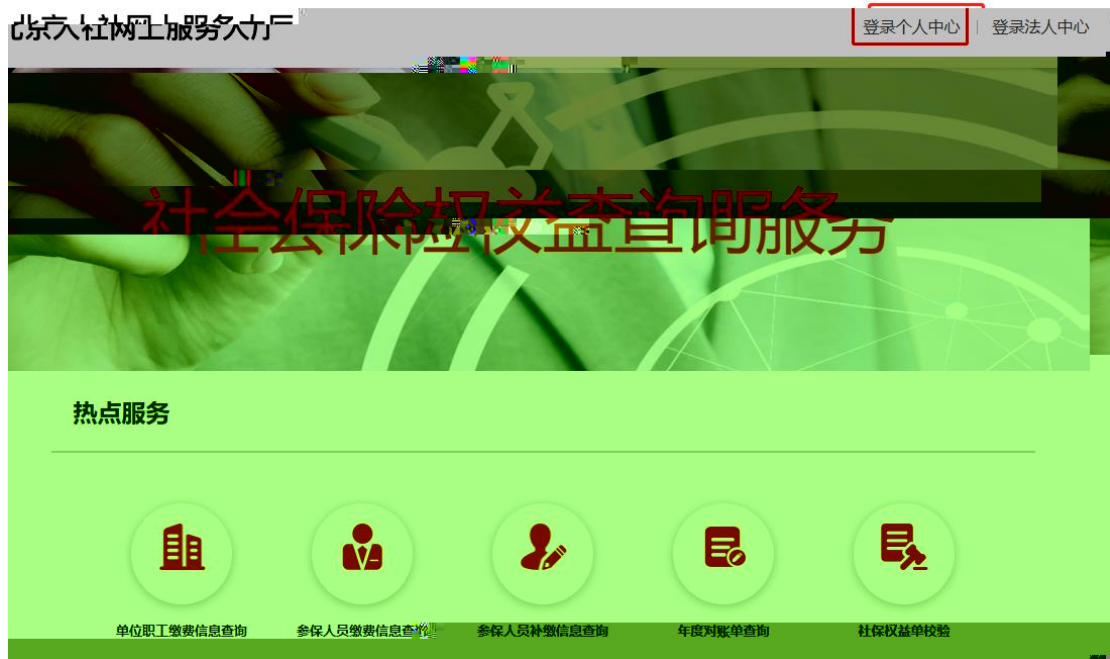 北京人社网上服务大厅
登录个人中心 | 登录法人中心
社会保险权益查询服务
热点服务
单位职工缴费信息查询 参保人员缴费信息查询 参保人员补缴信息查询 年度对账单查询 社保权益单校验